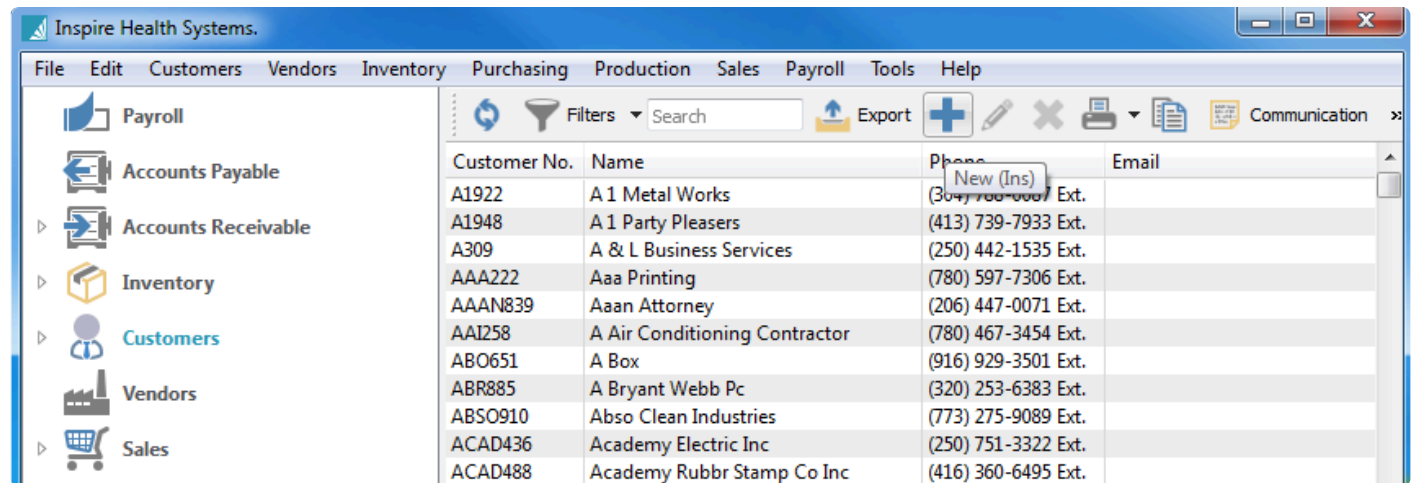 Inspire Health Systems.
File Edit Customers Vendors Inventory Purchasing Production Sales Payroll Tools Help
Payroll
Accounts Payable
Accounts Receivable
Inventory
Customers
Vendors
Sales
Filters Search Export Communication »
Customer No. Name Phone Email
New (Ins)
A1922 A 1 Metal Works Ext.
A1948 A 1 Party Pleasers (413) 739-7933 Ext.
A309 A & L Business Services (250) 442-1535 Ext.
AAA222 Aaa Printing (780) 597-7306 Ext.
AAAN839 Aaan Attorney (206) 447-0071 Ext.
AAI258 A Air Conditioning Contractor (780) 467-3454 Ext.
ABO651 A Box (916) 929-3501 Ext.
ABR885 A Bryant Webb Pc (320) 253-6383 Ext.
ABSO910 Abso Clean Industries (773) 275-9089 Ext.
ACAD436 Academy Electric Inc (250) 751-3322 Ext.
ACAD488 Academy Rubbr Stamp Co Inc (416) 360-6495 Ext.